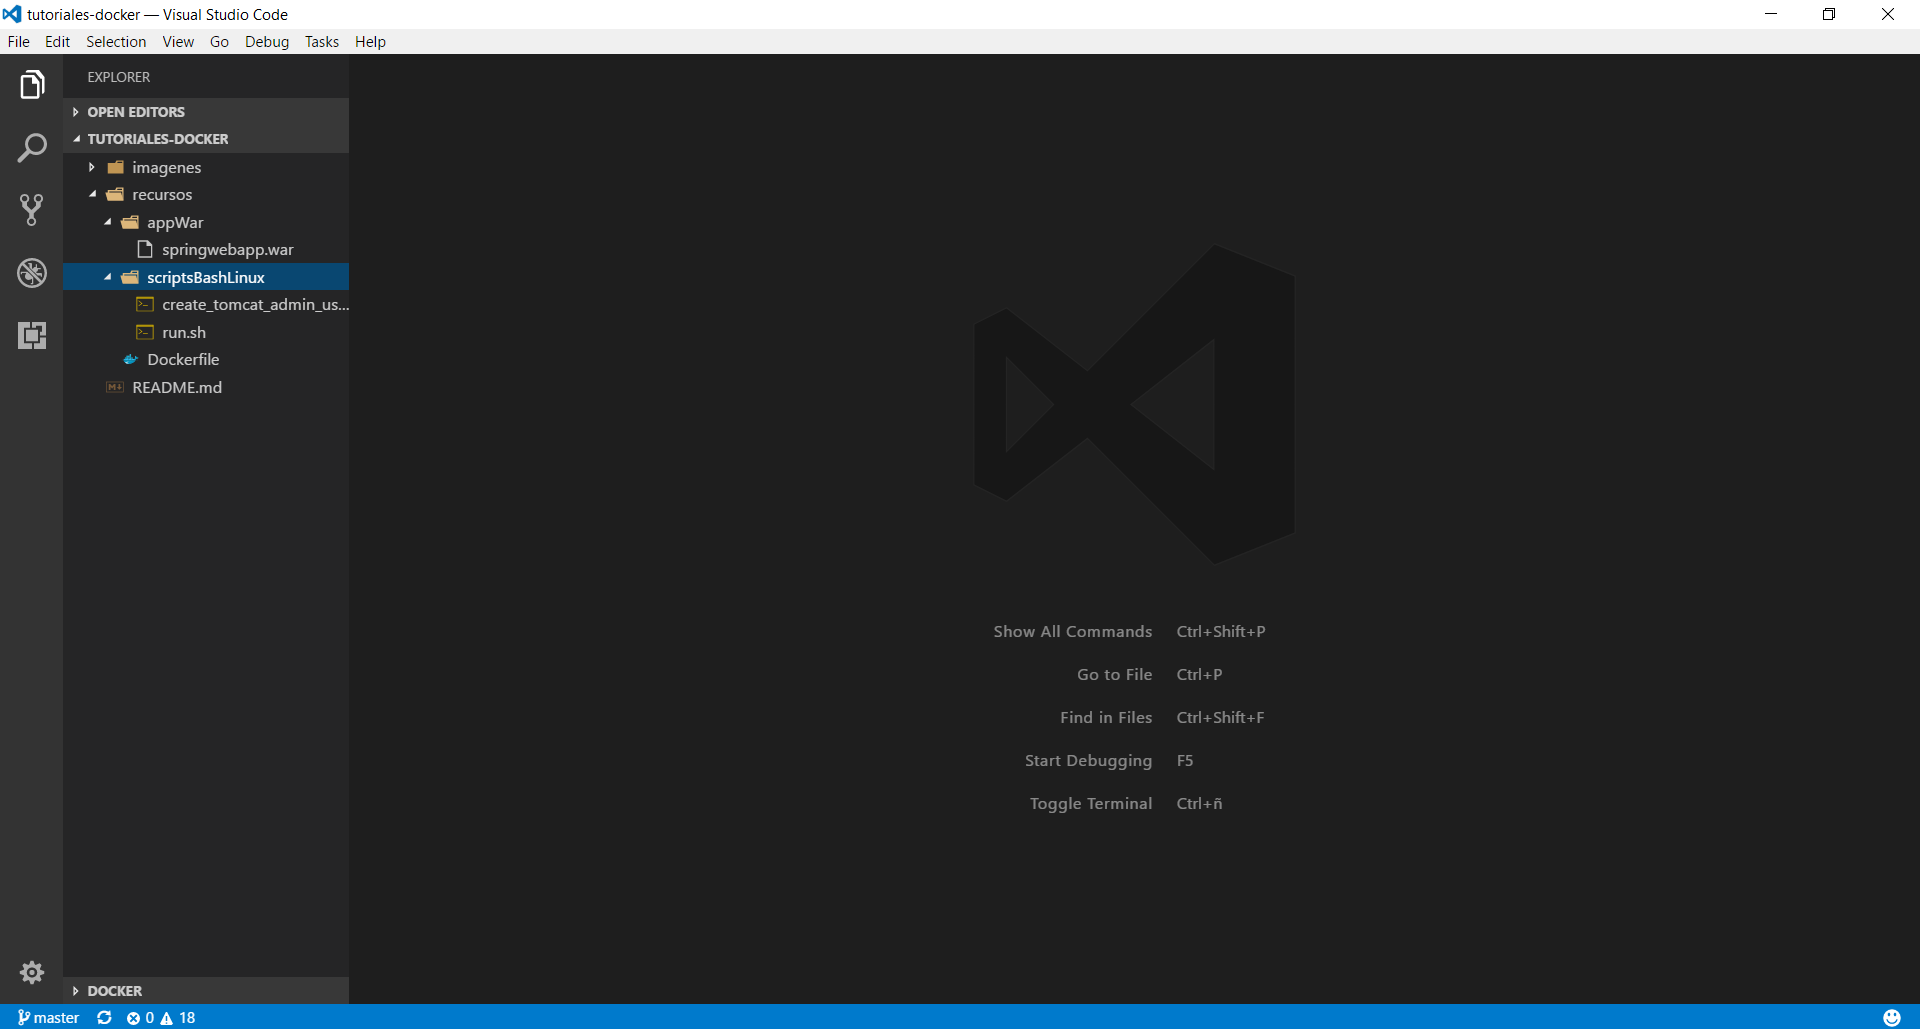 tutoriales-docker — Visual Studio Code
File Edit Selection View Go Debug Tasks Help
EXPLORER
OPEN EDITORS
TUTORIALES-DOCKER
imagenes
recursos
appWar
springwebapp.war
scriptsBashLinux
create_tomcat_admin_us...
run.sh
Dockerfile
README.md
Show All Commands Ctrl+Shift+P
Go to File Ctrl+P
Find in Files Ctrl+Shift+F
Start Debugging F5
Toggle Terminal Ctrl+ñ
DOCKER
master 0 18